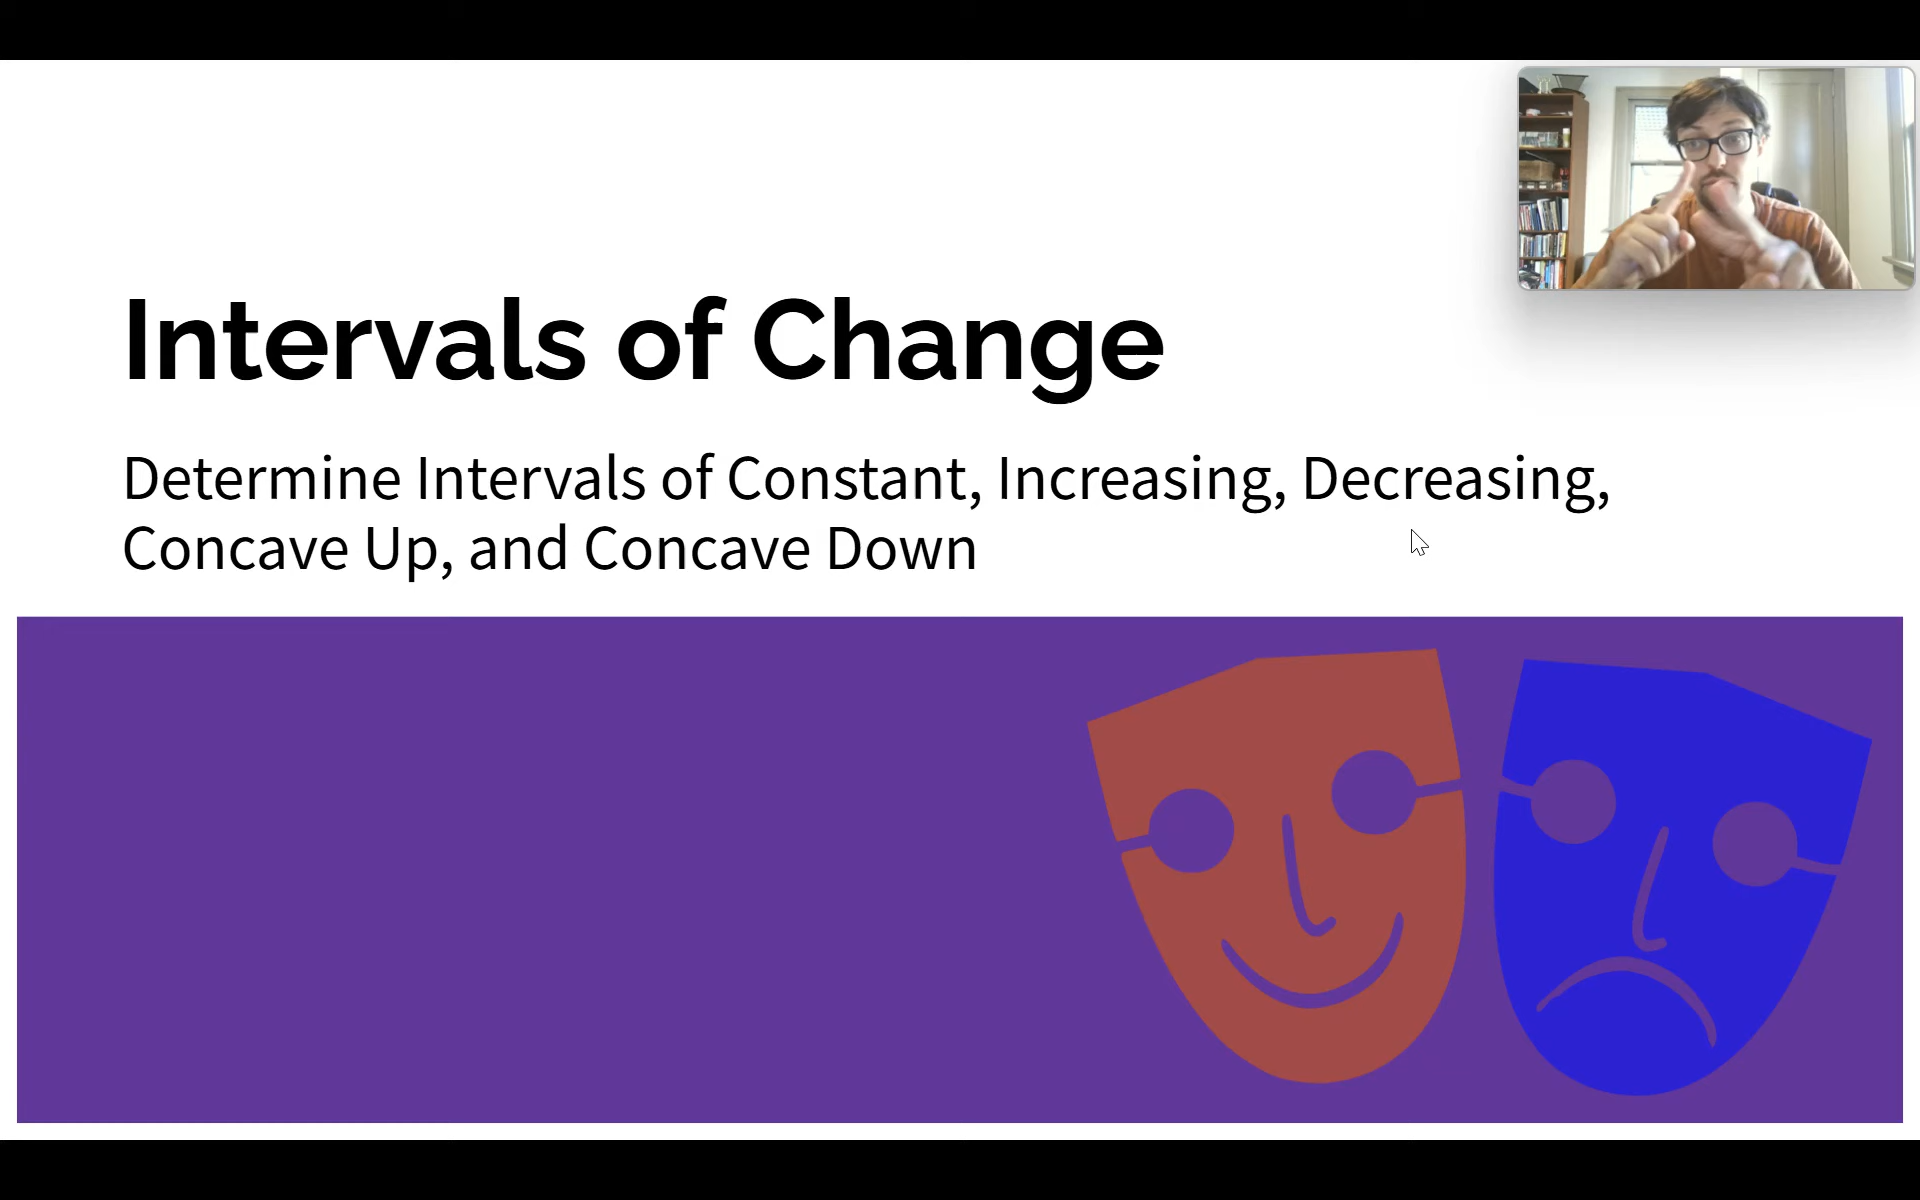 Intervals of Change
Determine Intervals of Constant, Increasing, Decreasing,
Concave Up, and Concave Down